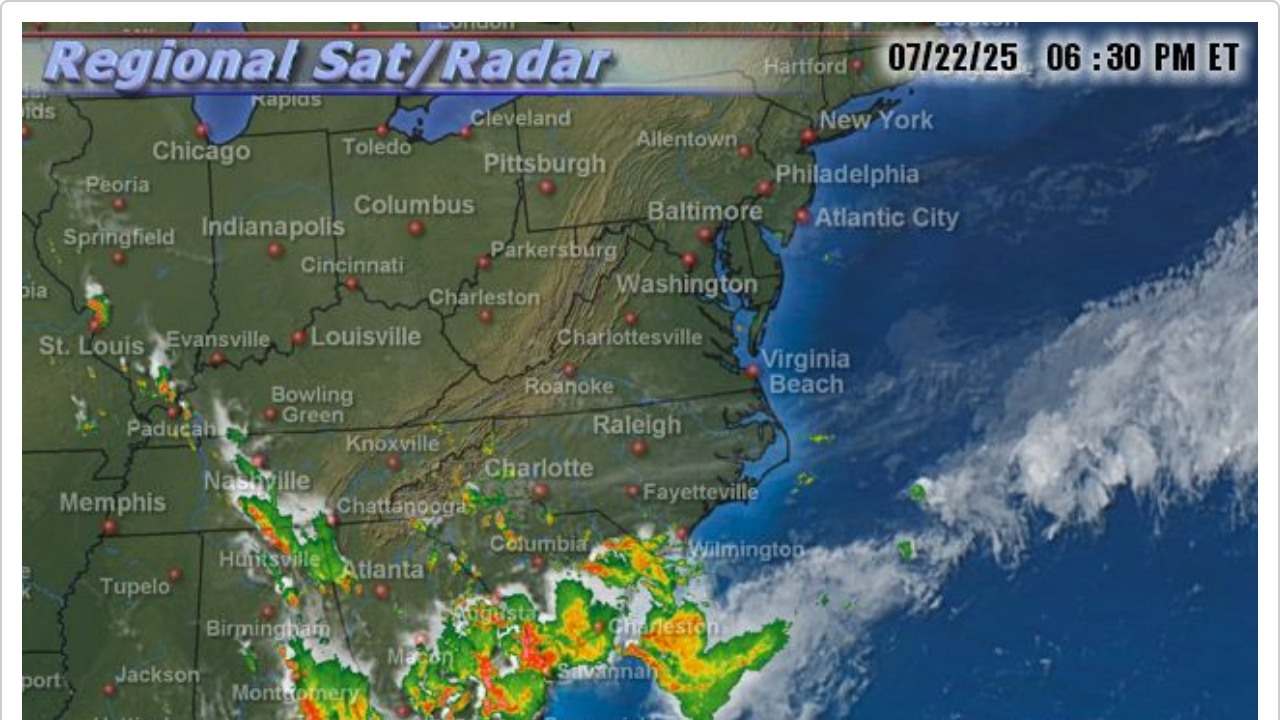 London
Boston
Regional Sat/Radar
07/22/25 06 :30 PM ET
Hartford
Rapids
Cleveland
New York
Chicago
Toledo
Allentown
Pittsburgh
Philadelphia
Peoria
Columbus
Baltimore
Atlantic City
Springfield
Indianapolis
Parkersburg
Cincinnati
Washington
Charleston
St. Louis
Evansville
Louisville
Charlottesville
Virginia
Beach
Roanoke
Bowling
Green
Paducah
Raleigh
Knoxville
Nashville
Charlotte
Memphis
Chattanooga
Fayetteville
Huntsville
Columbia
Wilmington
Tupelo
Atlanta
Birmingham
Augusta
Charleston
Macon
Savannah
Jackson
Montgomery
port